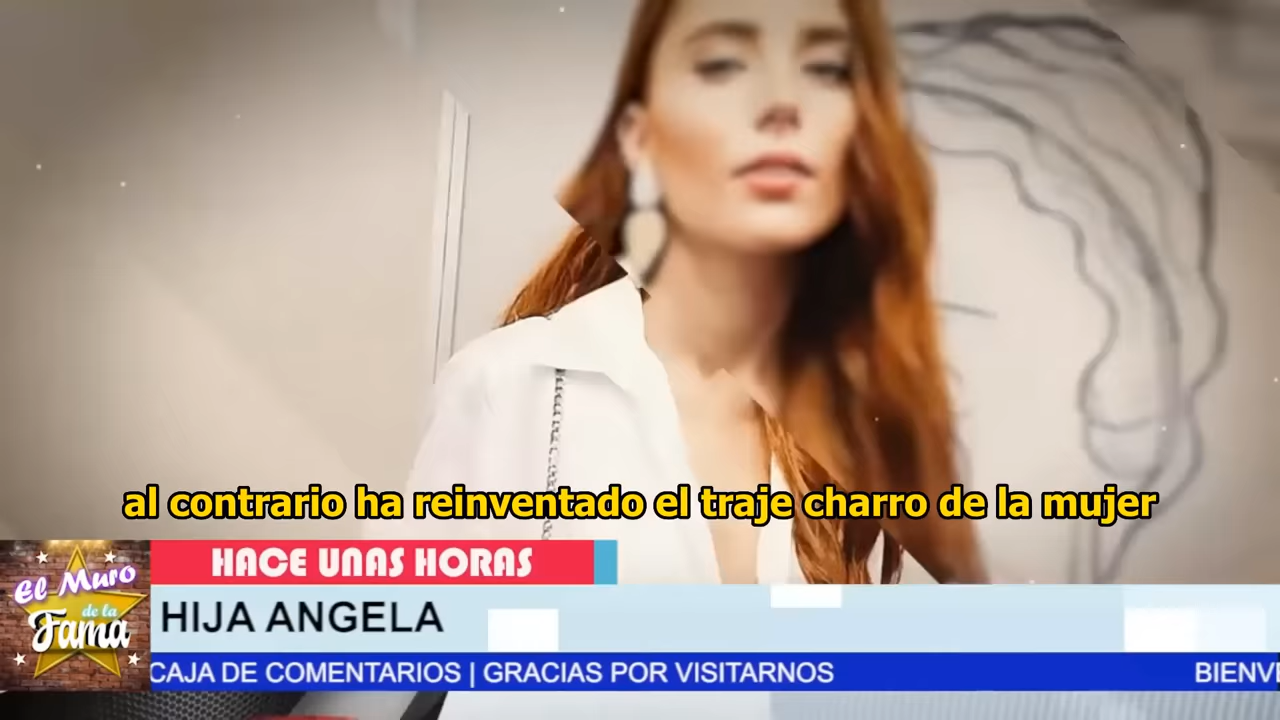 al contrario ha reinventado el traje charro de la mujer
HACE UNAS HORAS
El Muro
de la
Fama
HIJA ANGELA
CAJA DE COMENTARIOS | GRACIAS POR VISITARNOS
BIENVE